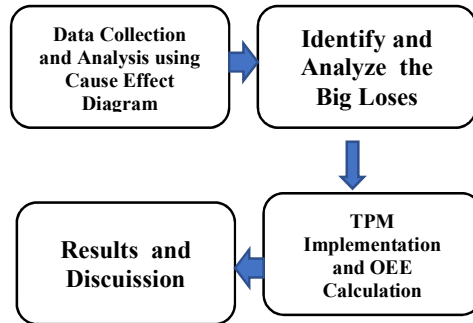 Data Collection
and Analysis using
Cause Effect
Diagram
Identify and
Analyze the
Big Loses
TPM
Implementation
and OEE
Calculation
Results and
Discuission